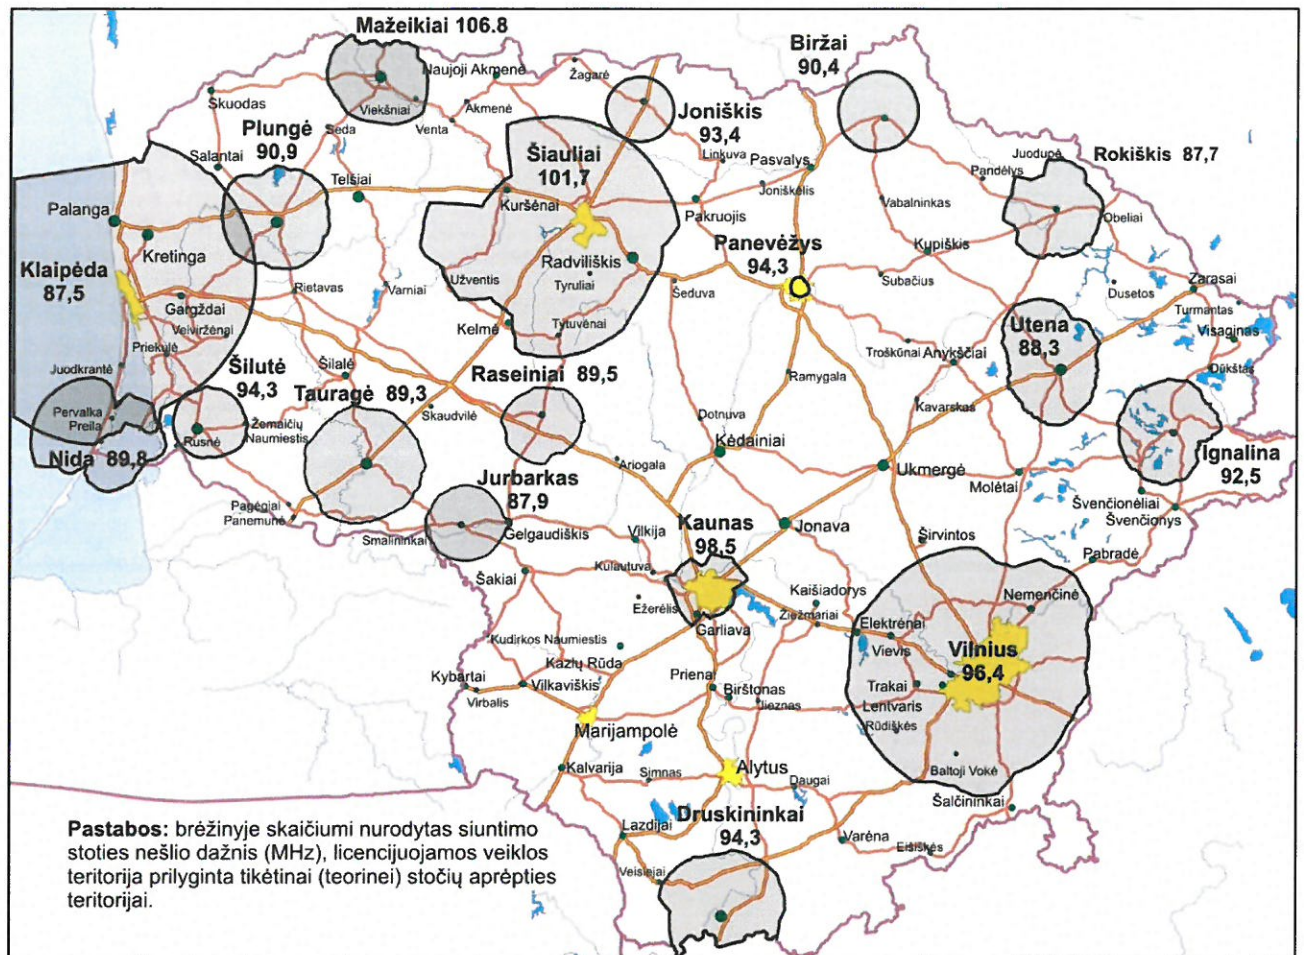 Mažeikiai 106.8
Biržai
90,4
Naujoji Akmenė
Žagarė
Skuodas
Viekšniai
Akmenė
Joniškis
93,4
Plungė
90,9
Seda
Venta
Šiauliai
101,7
Linkuva
Pasvalys
Juodupė
Rokiškis 87,7
Salantai
Telšiai
Pandėlys
Joniškėlis
Kuršėnai
Vabalninkas
Palanga
Pakruojis
Obeliai
Kretinga
Radviliškis
Panevėžys
94,3
Kupiškis
Klaipėda
87,5
Užventis
Tyruliai
Subačius
Zarasai
Rietavas
Varniai
Šeduva
Dusetos
Gargždai
Turmantas
Veiviržėnai
Kelmė
Tytuvėnai
Utena
88,3
Visaginas
Priekulė
Troškūnai
Anykščiai
Juodkrantė
Šilutė
94,3
Šilalė
Raseiniai 89,5
Ramygala
Dūkštas
Tauragė 89,3
Pervalka
Preila
Skaudvilė
Kavarskas
Dotnuva
Rusnė
Žemaičių
Naumiestis
Kėdainiai
Nida 89,8
Ariogala
Ukmergė
Ignalina
92,5
Jurbarkas
87,9
Molėtai
Pagėgiai
Panemunė
Švenčionėliai
Švenčionys
Kaunas
98,5
Smalininkai
Gelgaudiškis
Vilkija
Jonava
Širvintos
Pabradė
Šakiai
Kulautuva
Kaišiadorys
Nemenčinė
Ežerėlis
Žiežmariai
Garliava
Elektrėnai
Kudirkos Naumiestis
Vievis
Vilnius
96,4
Kazlų Rūda
Kybartai
Virbalis
Vilkaviškis
Prienai
Birštonas
Jieznas
Trakai
Lentvaris
Rūdiškės
Marijampolė
Kalvarija
Simnas
Alytus
Daugai
Baltoji Vokė
Šalčininkai
Druskininkai
94,3
Lazdijai
Varėna
Eišiškės
Veisiejai
Pastabos: brėžinyje skaičiumi nurodytas siuntimo
stoties nešlio dažnis (MHz), licencijuojamos veiklos
teritorija prilyginta tikėtinai (teorinei) stočių aprėpties
teritorijai.